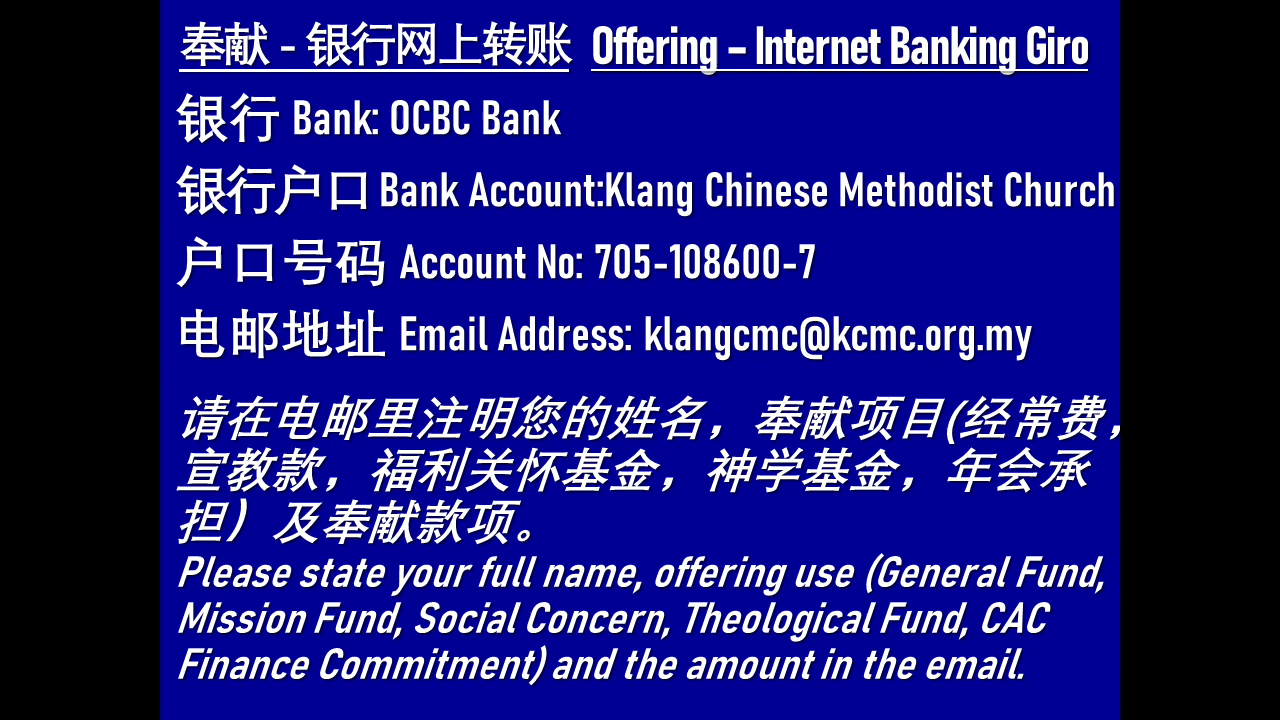 奉献 - 银行网上转账 Offering – Internet Banking Giro
银行 Bank: OCBC Bank
银行户口 Bank Account:Klang Chinese Methodist Church
户口号码 Account No: 705-108600-7
电邮地址 Email Address: klangcmc@kcmc.org.my
请在电邮里注明您的姓名，奉献项目(经常费，
宣教款，福利关怀基金，神学基金，年会承
担） 及奉献款项。
Please state your full name, offering use (General Fund,
Mission Fund, Social Concern, Theological Fund, CAC
Finance Commitment) and the amount in the email.